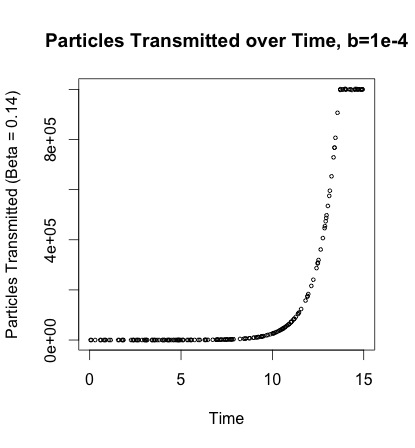 Particles Transmitted over Time, b=1e-4
Particles Transmitted (Beta = 0.14)
8e+05
4e+05
0e+00
0 5 10 15
Time